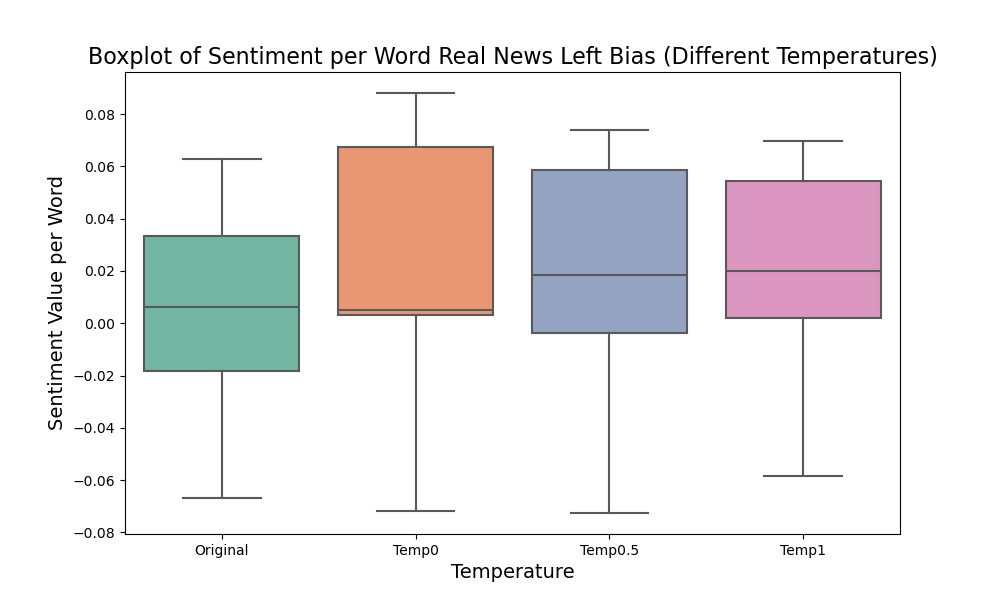 Boxplot of Sentiment per Word Real News Left Bias (Different Temperatures)
Sentiment Value per Word
0.08
0.06
0.04
0.02
0.00
−0.02
−0.04
−0.06
−0.08
Original Temp0 Temp0.5 Temp1
Temperature